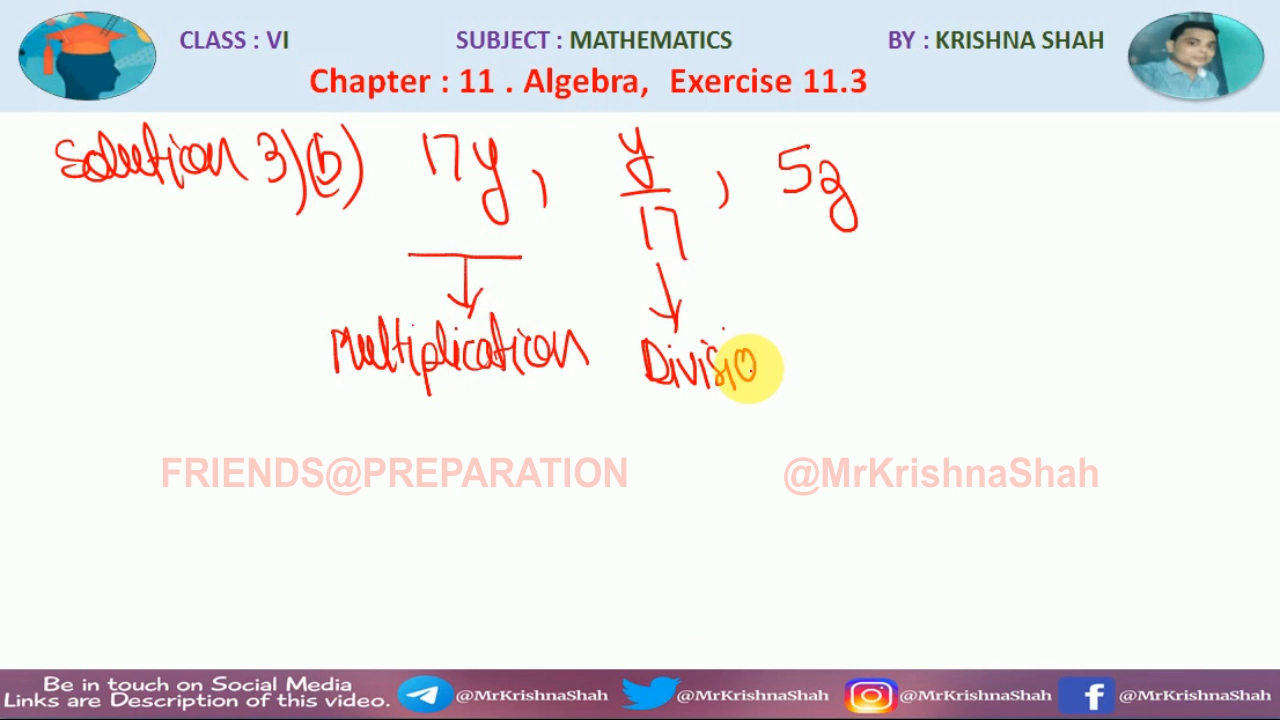 CLASS : VI SUBJECT : MATHEMATICS BY : KRISHNA SHAH
Chapter : 11 . Algebra, Exercise 11.3
Solution 3)(b) 17y, y/17, 5z
Multiplication Divisio
FRIENDS@PREPARATION @MrKrishnaShah
Be in touch on Social Media
Links are Description of this video. @MrKrishnaShah @MrKrishnaShah @MrKrishnaShah @MrKrishnaShah